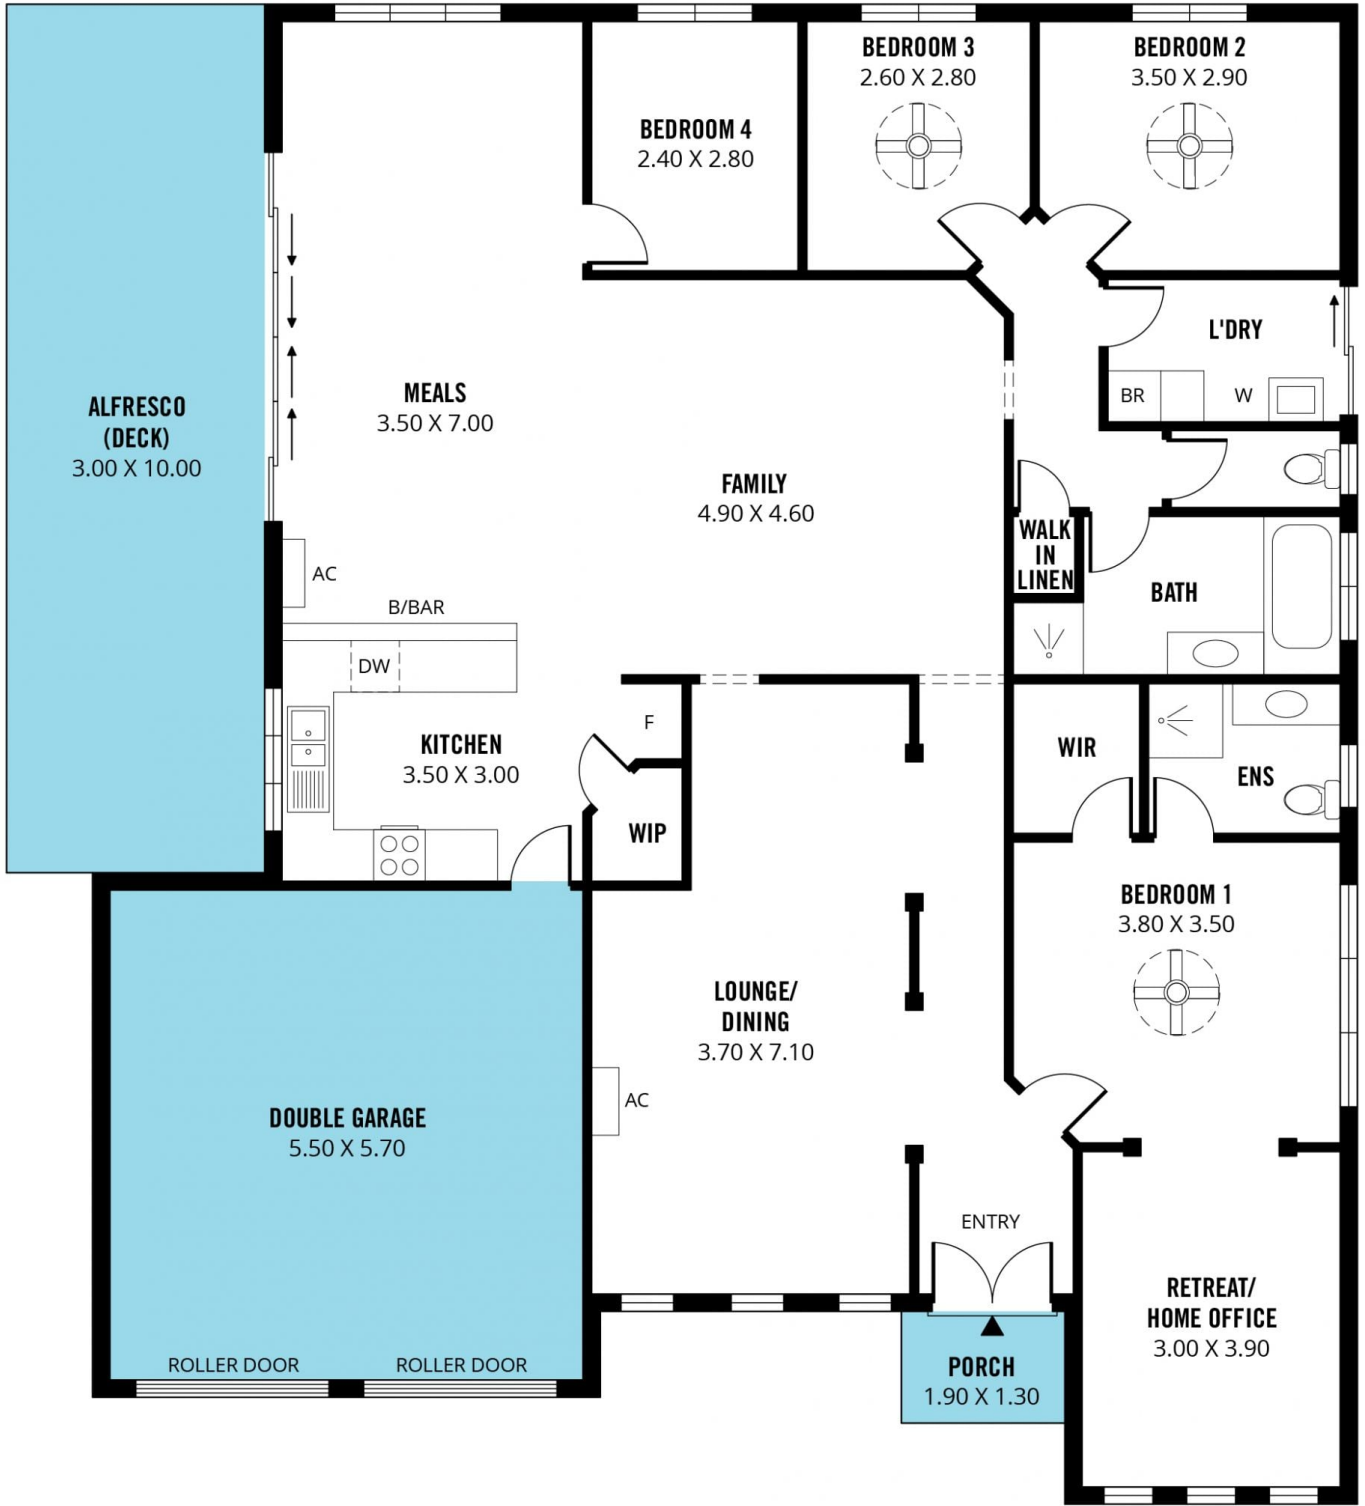 BEDROOM 3
2.60 X 2.80
BEDROOM 2
3.50 X 2.90
BEDROOM 4
2.40 X 2.80
L'DRY
BR
W
ALFRESCO
(DECK)
3.00 X 10.00
MEALS
3.50 X 7.00
FAMILY
4.90 X 4.60
WALK
IN
LINEN
BATH
AC
B/BAR
DW
KITCHEN
3.50 X 3.00
F
WIP
WIR
ENS
BEDROOM 1
3.80 X 3.50
LOUNGE/
DINING
3.70 X 7.10
AC
DOUBLE GARAGE
5.50 X 5.70
ROLLER DOOR
ROLLER DOOR
ENTRY
PORCH
1.90 X 1.30
RETREAT/
HOME OFFICE
3.00 X 3.90